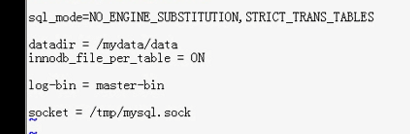 sql_mode=NO_ENGINE_SUBSTITUTION,STRICT_TRANS_TABLES
datadir = /mydata/data
innodb_file_per_table = ON
log-bin = master-bin
socket = /tmp/mysql.sock
~
~